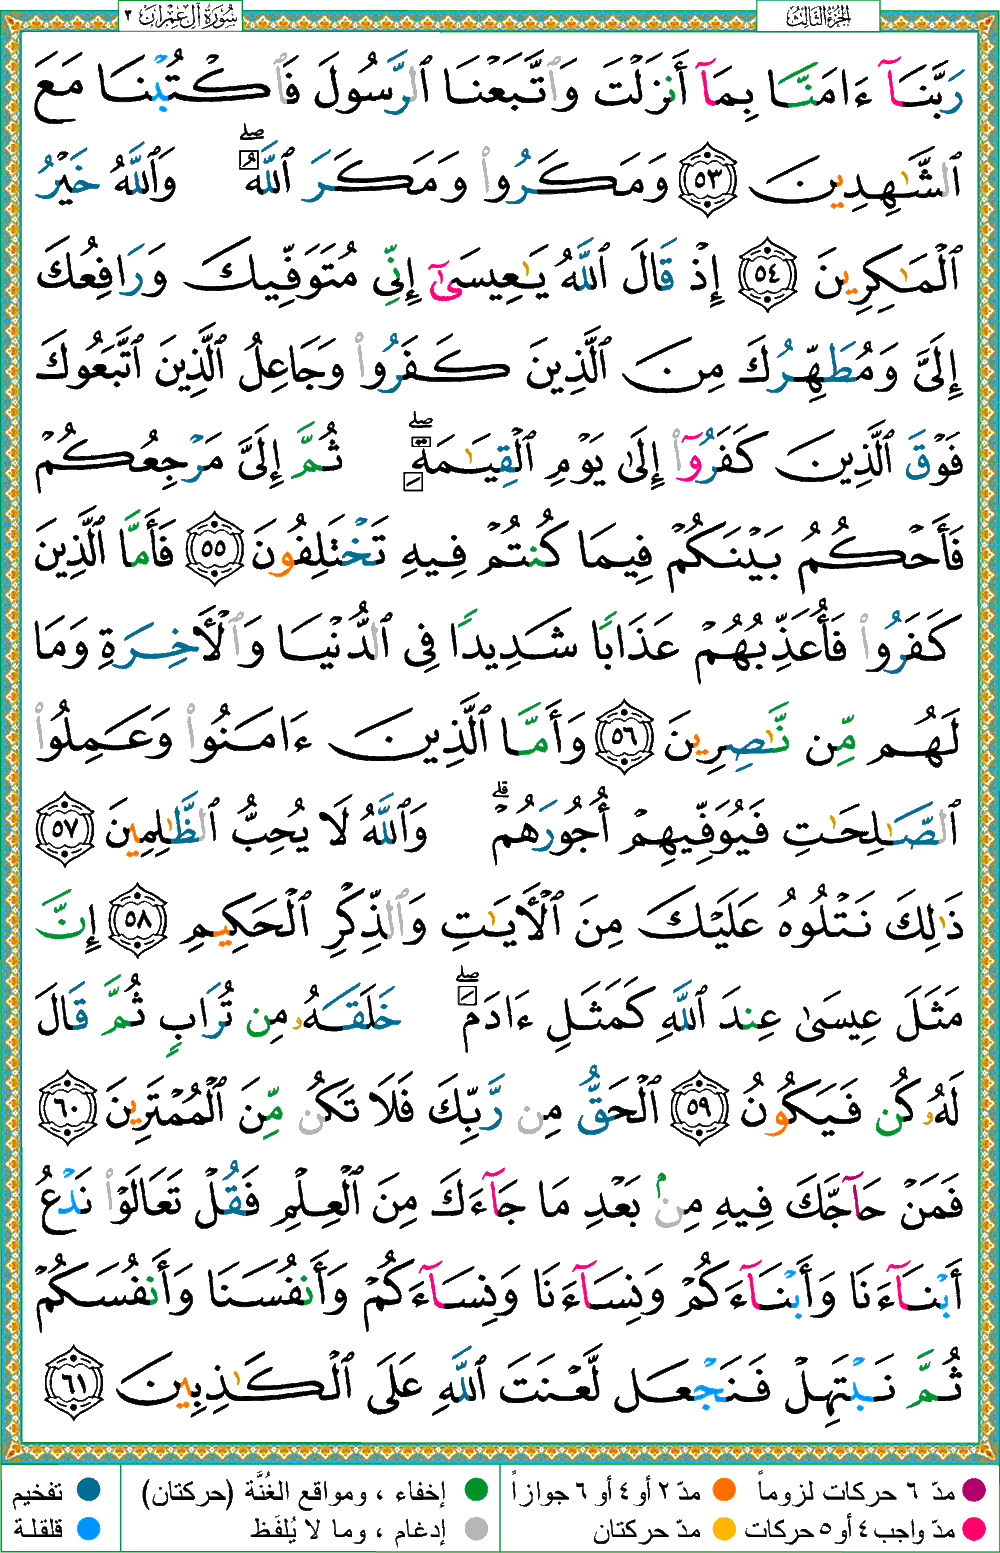 الجزء الثالث
سورة آل عمران ٣
رَبَّنَآ ءَامَنَّا بِمَآ أَنزَلْتَ وَٱتَّبَعْنَا ٱلرَّسُولَ فَٱكْتُبْنَا مَعَ
ٱلشَّـٰهِدِينَ ٥٣ وَمَكَرُوا۟ وَمَكَرَ ٱللَّهُ ۖ وَٱللَّهُ خَيْرُ
ٱلْمَـٰكِرِينَ ٥٤ إِذْ قَالَ ٱللَّهُ يَـٰعِيسَىٰٓ إِنِّى مُتَوَفِّيكَ وَرَافِعُكَ
إِلَىَّ وَمُطَهِّرُكَ مِنَ ٱلَّذِينَ كَفَرُوا۟ وَجَاعِلُ ٱلَّذِينَ ٱتَّبَعُوكَ
فَوْقَ ٱلَّذِينَ كَفَرُوٓا۟ إِلَىٰ يَوْمِ ٱلْقِيَـٰمَةِ ۖ ثُمَّ إِلَىَّ مَرْجِعُكُمْ
فَأَحْكُمُ بَيْنَكُمْ فِيمَا كُنتُمْ فِيهِ تَخْتَلِفُونَ ٥٥ فَأَمَّا ٱلَّذِينَ
كَفَرُوا۟ فَأُعَذِّبُهُمْ عَذَابًا شَدِيدًا فِى ٱلدُّنْيَا وَٱلْـَٔاخِرَةِ وَمَا
لَهُم مِّن نَّـٰصِرِينَ ٥٦ وَأَمَّا ٱلَّذِينَ ءَامَنُوا۟ وَعَمِلُوا۟
ٱلصَّـٰلِحَـٰتِ فَيُوَفِّيهِمْ أُجُورَهُمْ ۗ وَٱللَّهُ لَا يُحِبُّ ٱلظَّـٰلِمِينَ ٥٧
ذَٰلِكَ نَتْلُوهُ عَلَيْكَ مِنَ ٱلْـَٔايَـٰتِ وَٱلذِّكْرِ ٱلْحَكِيمِ ٥٨ إِنَّ
مَثَلَ عِيسَىٰ عِندَ ٱللَّهِ كَمَثَلِ ءَادَمَ ۖ خَلَقَهُۥ مِن تُرَابٍ ثُمَّ قَالَ
لَهُۥ كُن فَيَكُونُ ٥٩ ٱلْحَقُّ مِن رَّبِّكَ فَلَا تَكُن مِّنَ ٱلْمُمْتَرِينَ ٦٠
فَمَنْ حَآجَّكَ فِيهِ مِنۢ بَعْدِ مَا جَآءَكَ مِنَ ٱلْعِلْمِ فَقُلْ تَعَالَوْا۟ نَدْعُ
أَبْنَآءَنَا وَأَبْنَآءَكُمْ وَنِسَآءَنَا وَنِسَآءَكُمْ وَأَنفُسَنَا وَأَنفُسَكُمْ
ثُمَّ نَبْتَهِلْ فَنَجْعَل لَّعْنَتَ ٱللَّهِ عَلَى ٱلْكَـٰذِبِينَ ٦١
مدّ ٦ حركات لزوماً مدّ ٢ أو ٤ أو ٦ جوازاً إخفاء ، ومواقع الغُنَّة (حركتان) تفخيم
مدّ واجب ٤ أو ٥ حركات مدّ حركتان إدغام ، وما لا يُلفَظ قلقلة